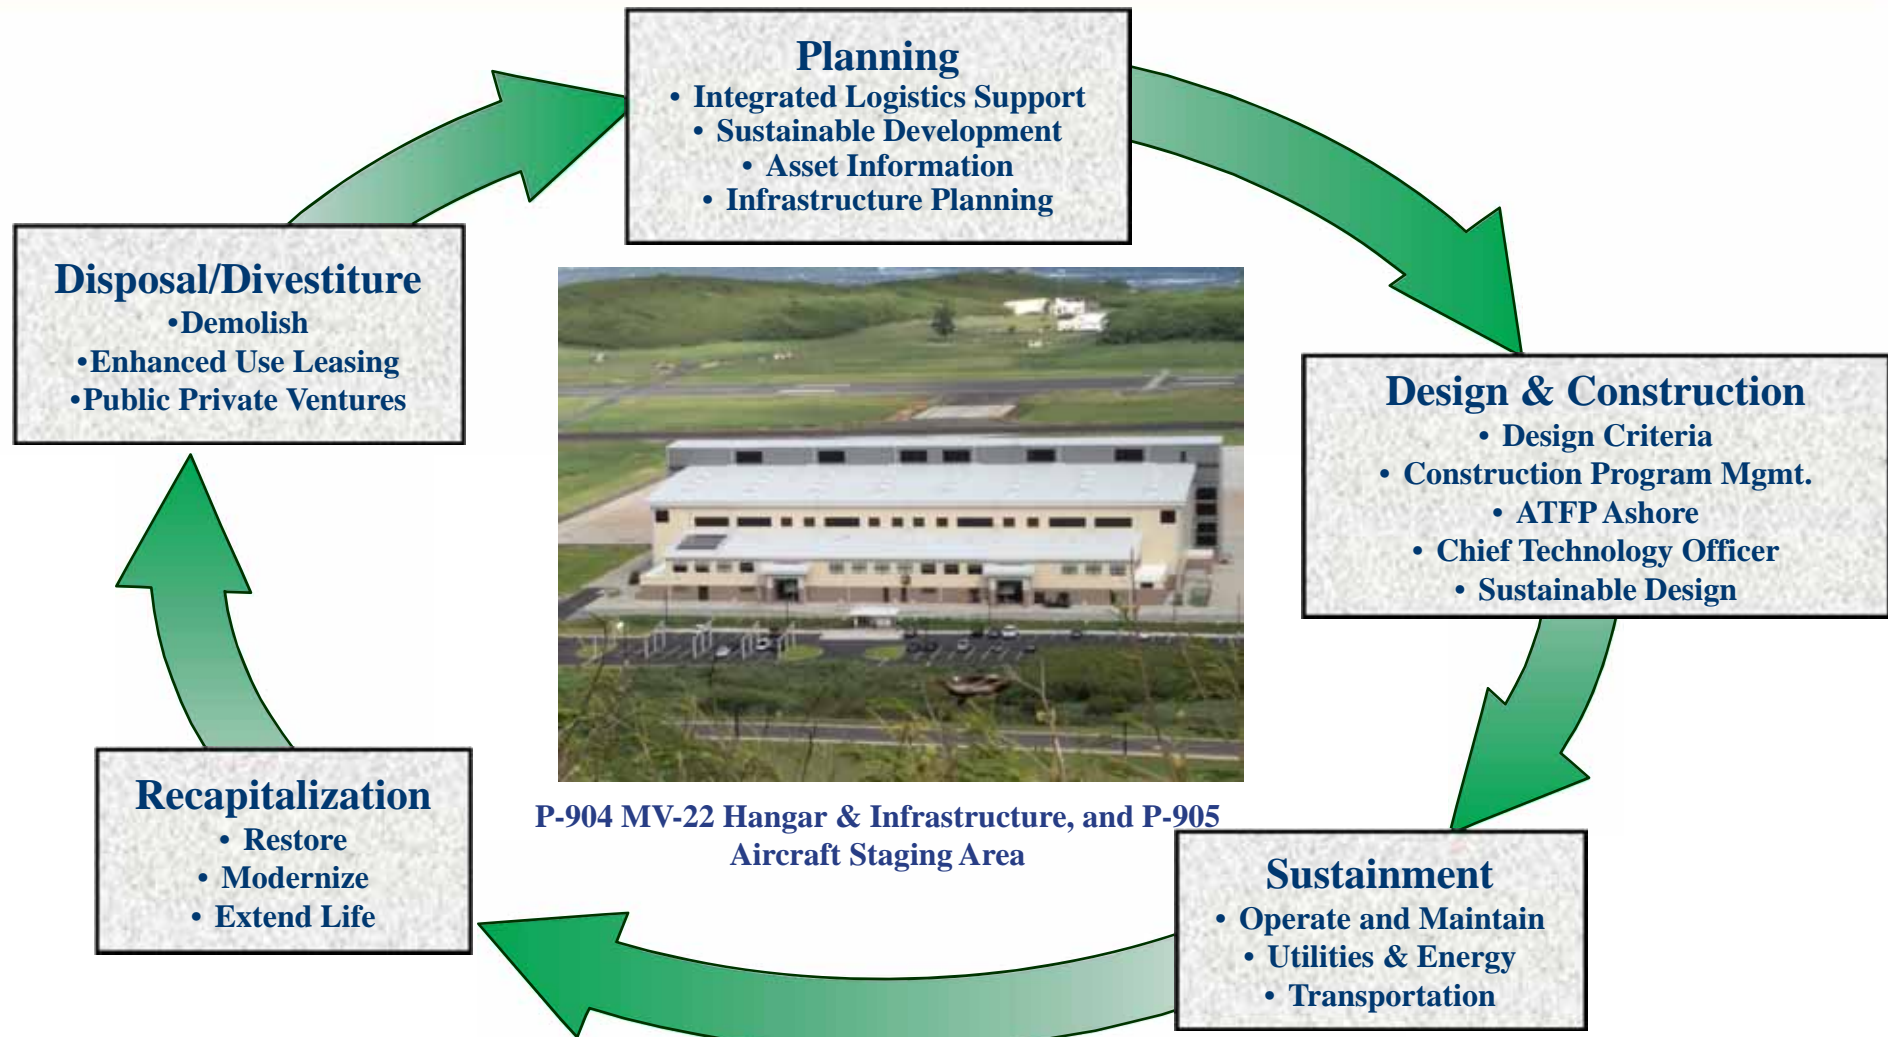 Planning
• Integrated Logistics Support
• Sustainable Development
• Asset Information
• Infrastructure Planning
Design & Construction
• Design Criteria
• Construction Program Mgmt.
• ATFP Ashore
• Chief Technology Officer
• Sustainable Design
Sustainment
• Operate and Maintain
• Utilities & Energy
• Transportation
Recapitalization
• Restore
• Modernize
• Extend Life
Disposal/Divestiture
•Demolish
•Enhanced Use Leasing
•Public Private Ventures
P-904 MV-22 Hangar & Infrastructure, and P-905
Aircraft Staging Area